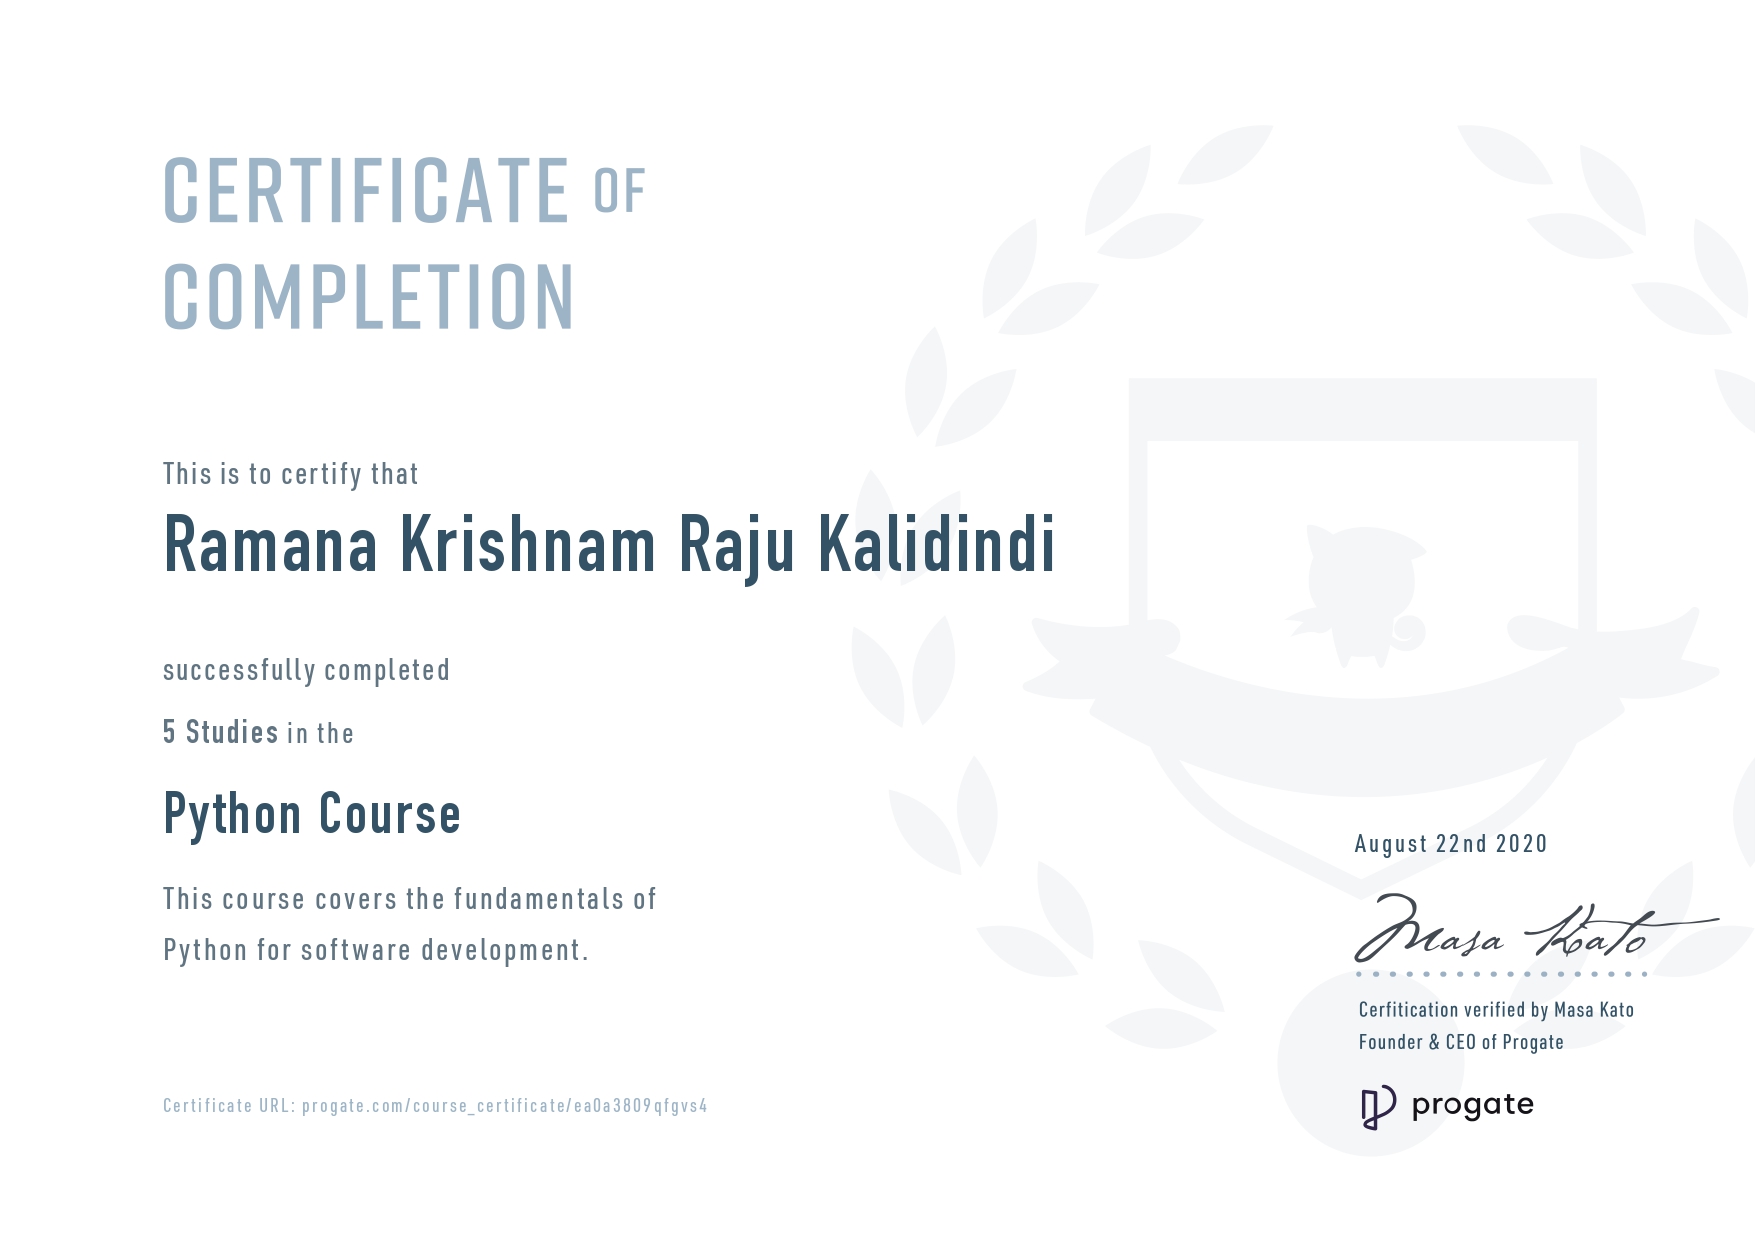 CERTIFICATE OF
COMPLETION
This is to certify that
Ramana Krishnam Raju Kalidindi
successfully completed
5 Studies in the
Python Course
This course covers the fundamentals of
Python for software development.
August 22nd 2020
Masa Kato
Cerfitication verified by Masa Kato
Founder & CEO of Progate
Certificate URL: progate.com/course_certificate/ea0a3809qfgvs4
progate